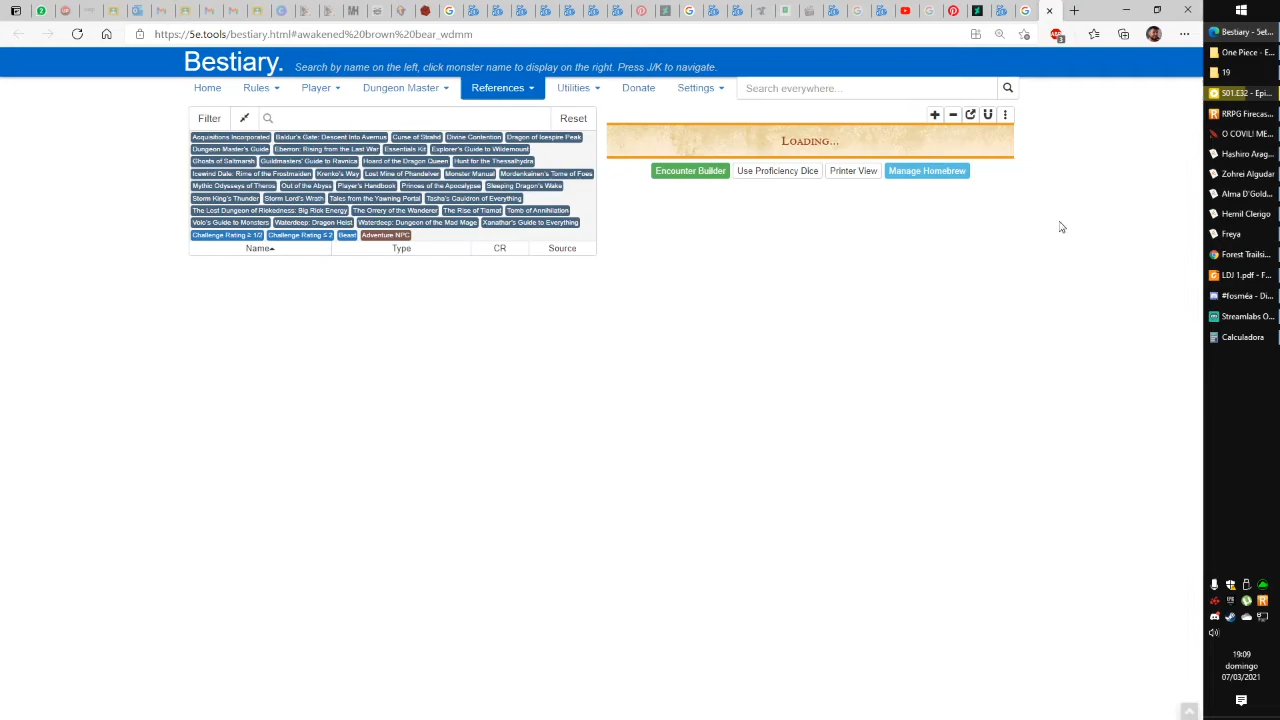 https://5e.tools/bestiary.html#awakened%20brown%20bear_wdmm
Bestiary. Search by name on the left, click monster name to display on the right. Press J/K to navigate.
Home Rules Player Dungeon Master References Utilities Donate Settings Search everywhere...
Filter Reset
Acquisitions Incorporated Baldur's Gate: Descent Into Avernus Curse of Strahd Divine Contention Dragon of Icespire Peak
Dungeon Master's Guide Eberron: Rising from the Last War Essentials Kit Explorer's Guide to Wildemount
Ghosts of Saltmarsh Guildmasters' Guide to Ravnica Hoard of the Dragon Queen Hunt for the Thessalhydra
Icewind Dale: Rime of the Frostmaiden Krenko's Way Lost Mine of Phandelver Monster Manual Mordenkainen's Tome of Foes
Mythic Odysseys of Theros Out of the Abyss Player's Handbook Princes of the Apocalypse Sleeping Dragon's Wake
Storm King's Thunder Storm Lord's Wrath Tales from the Yawning Portal Tasha's Cauldron of Everything
The Lost Dungeon of Rickedness: Big Rick Energy The Orrery of the Wanderer The Rise of Tiamat Tomb of Annihilation
Volo's Guide to Monsters Waterdeep: Dragon Heist Waterdeep: Dungeon of the Mad Mage Xanathar's Guide to Everything
Challenge Rating ≥ 1/2 Challenge Rating ≤ 2 Beast Adventure NPC
Name Type CR Source
LOADING...
Encounter Builder Use Proficiency Dice Printer View Manage Homebrew
Bestiary - 5et...
One Piece - E...
19
S01.E32 - Epi...
RRPG Firecas...
O COVIL! ME...
Hashiro Arag...
Zohrei Algudar
Alma D'Gold...
Hemil Clérigo
Freya
Forest Trailsi...
LDJ 1.pdf - F...
#fosméa - Di...
Streamlabs O...
Calculadora
19:09
domingo
07/03/2021